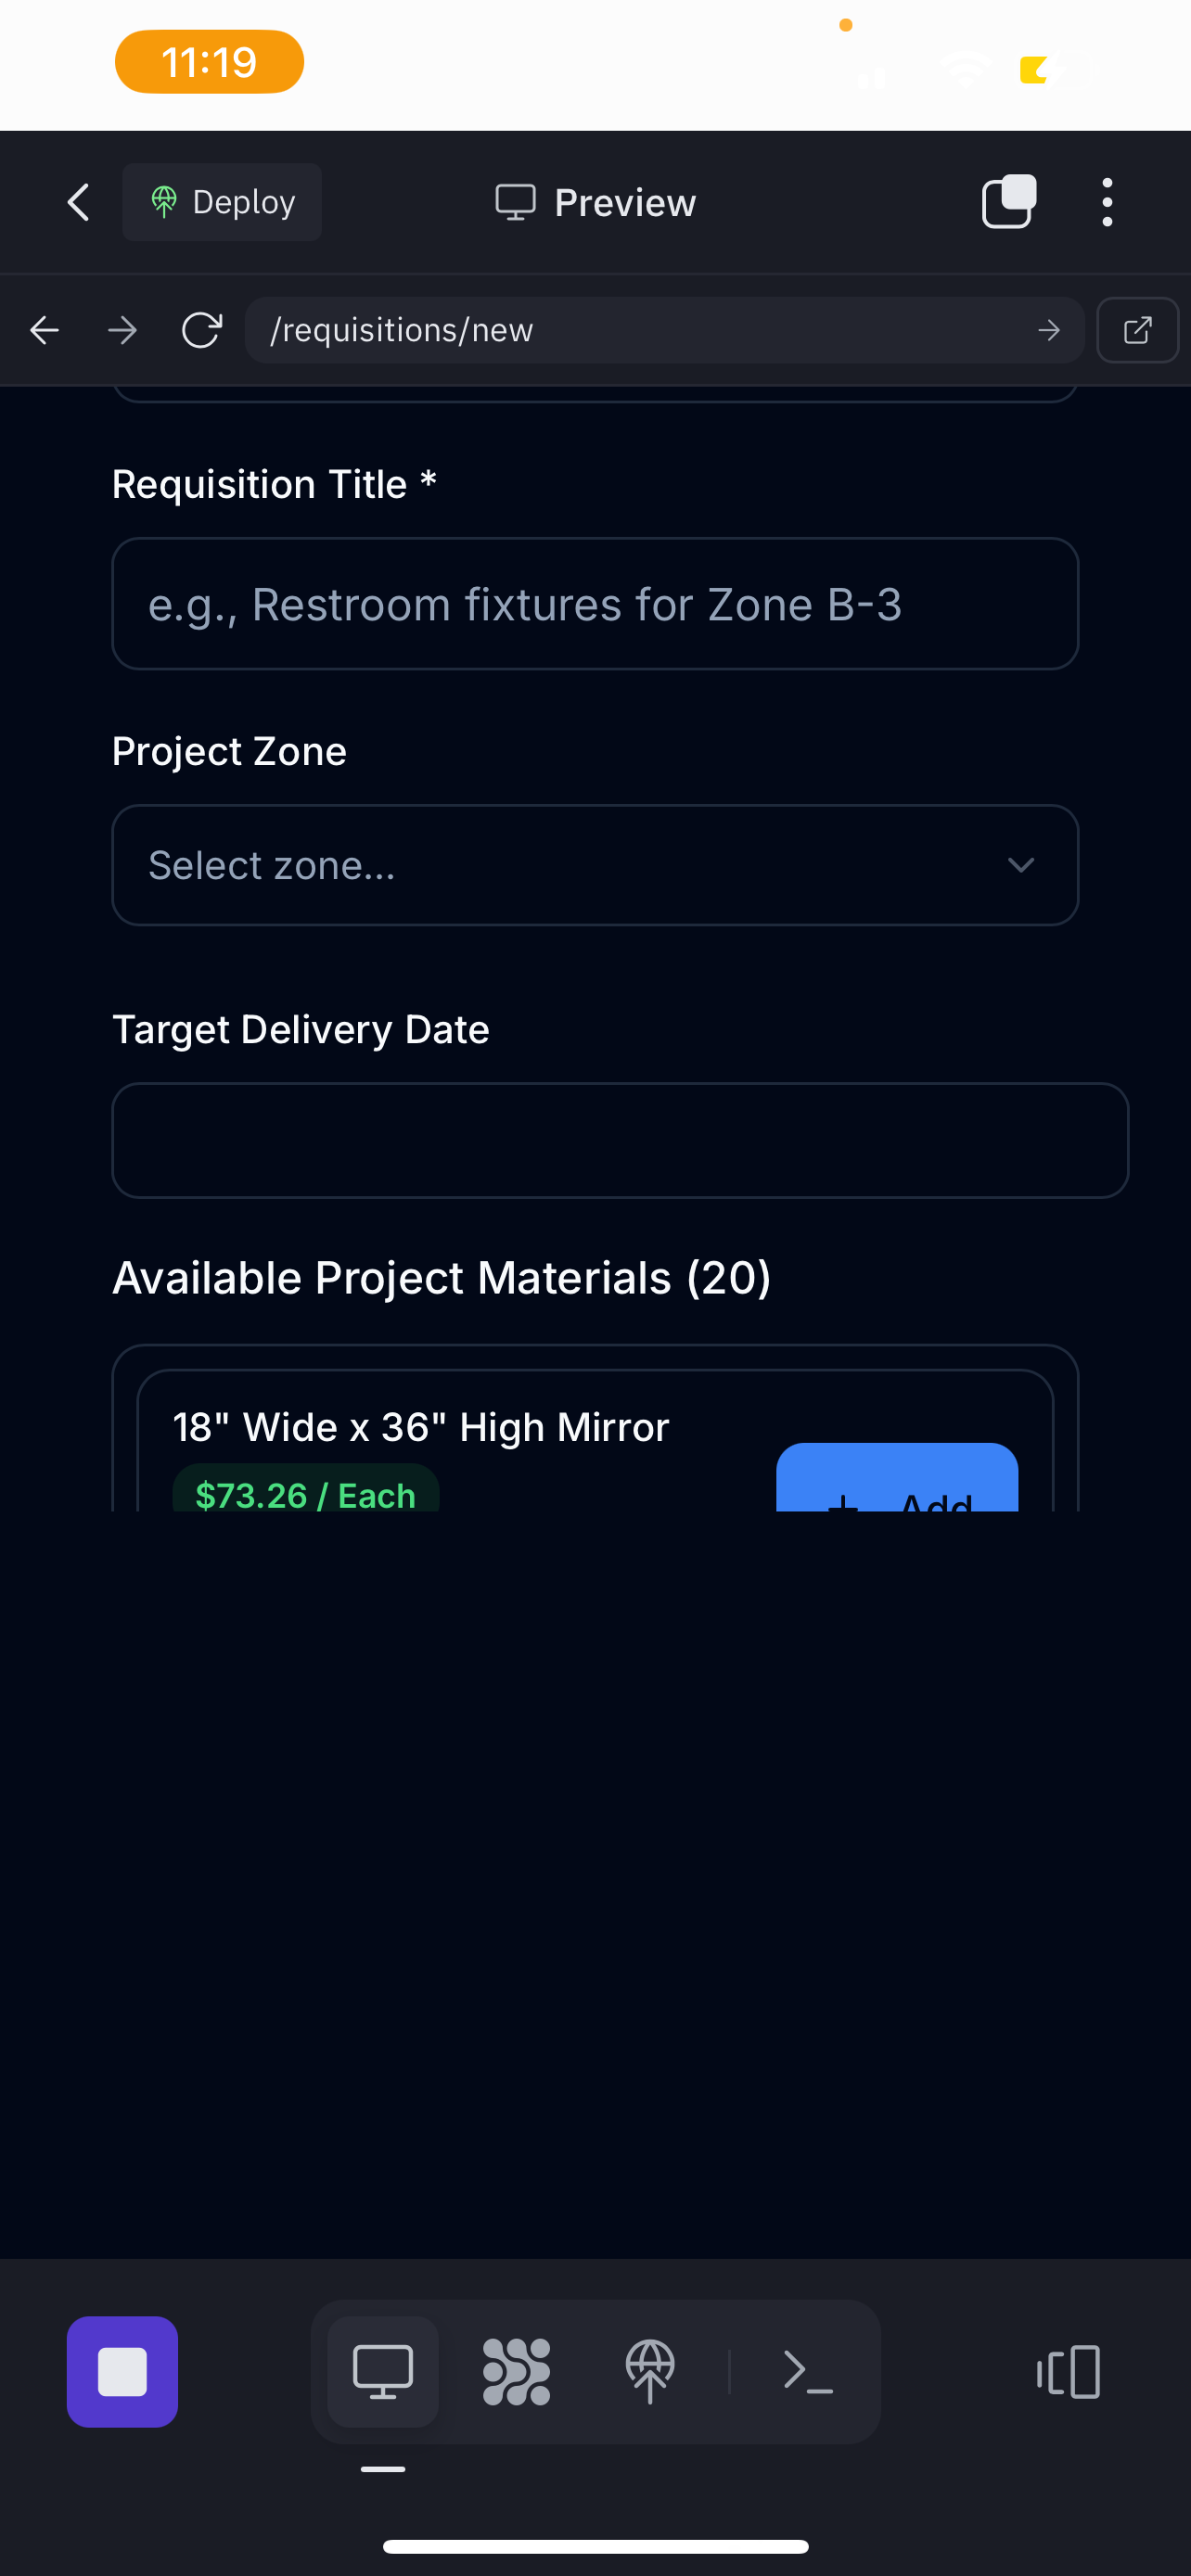 11:19
Deploy
Preview
/requisitions/new
Requisition Title *
e.g., Restroom fixtures for Zone B-3
Project Zone
Select zone...
Target Delivery Date
Available Project Materials (20)
18" Wide x 36" High Mirror
$73.26 / Each
+ Add